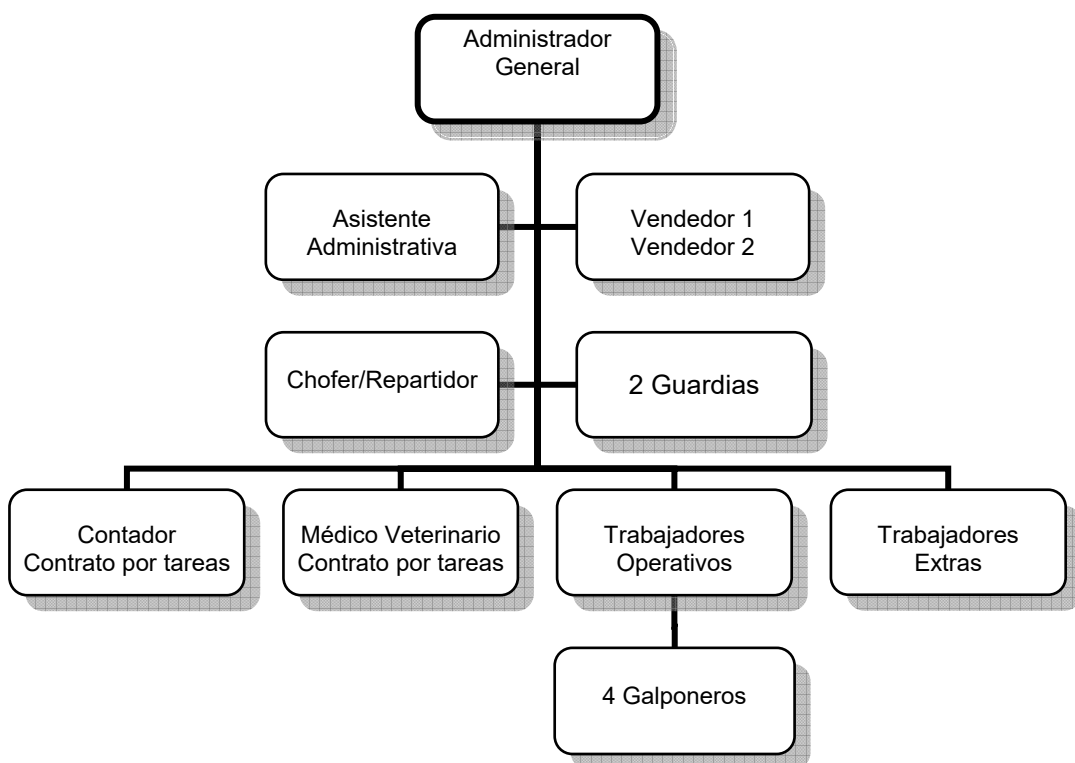 Administrador
General
Asistente
Administrativa
Vendedor 1
Vendedor 2
Chofer/Repartidor
2 Guardias
Contador
Contrato por tareas
Médico Veterinario
Contrato por tareas
Trabajadores
Operativos
Trabajadores
Extras
4 Galponeros